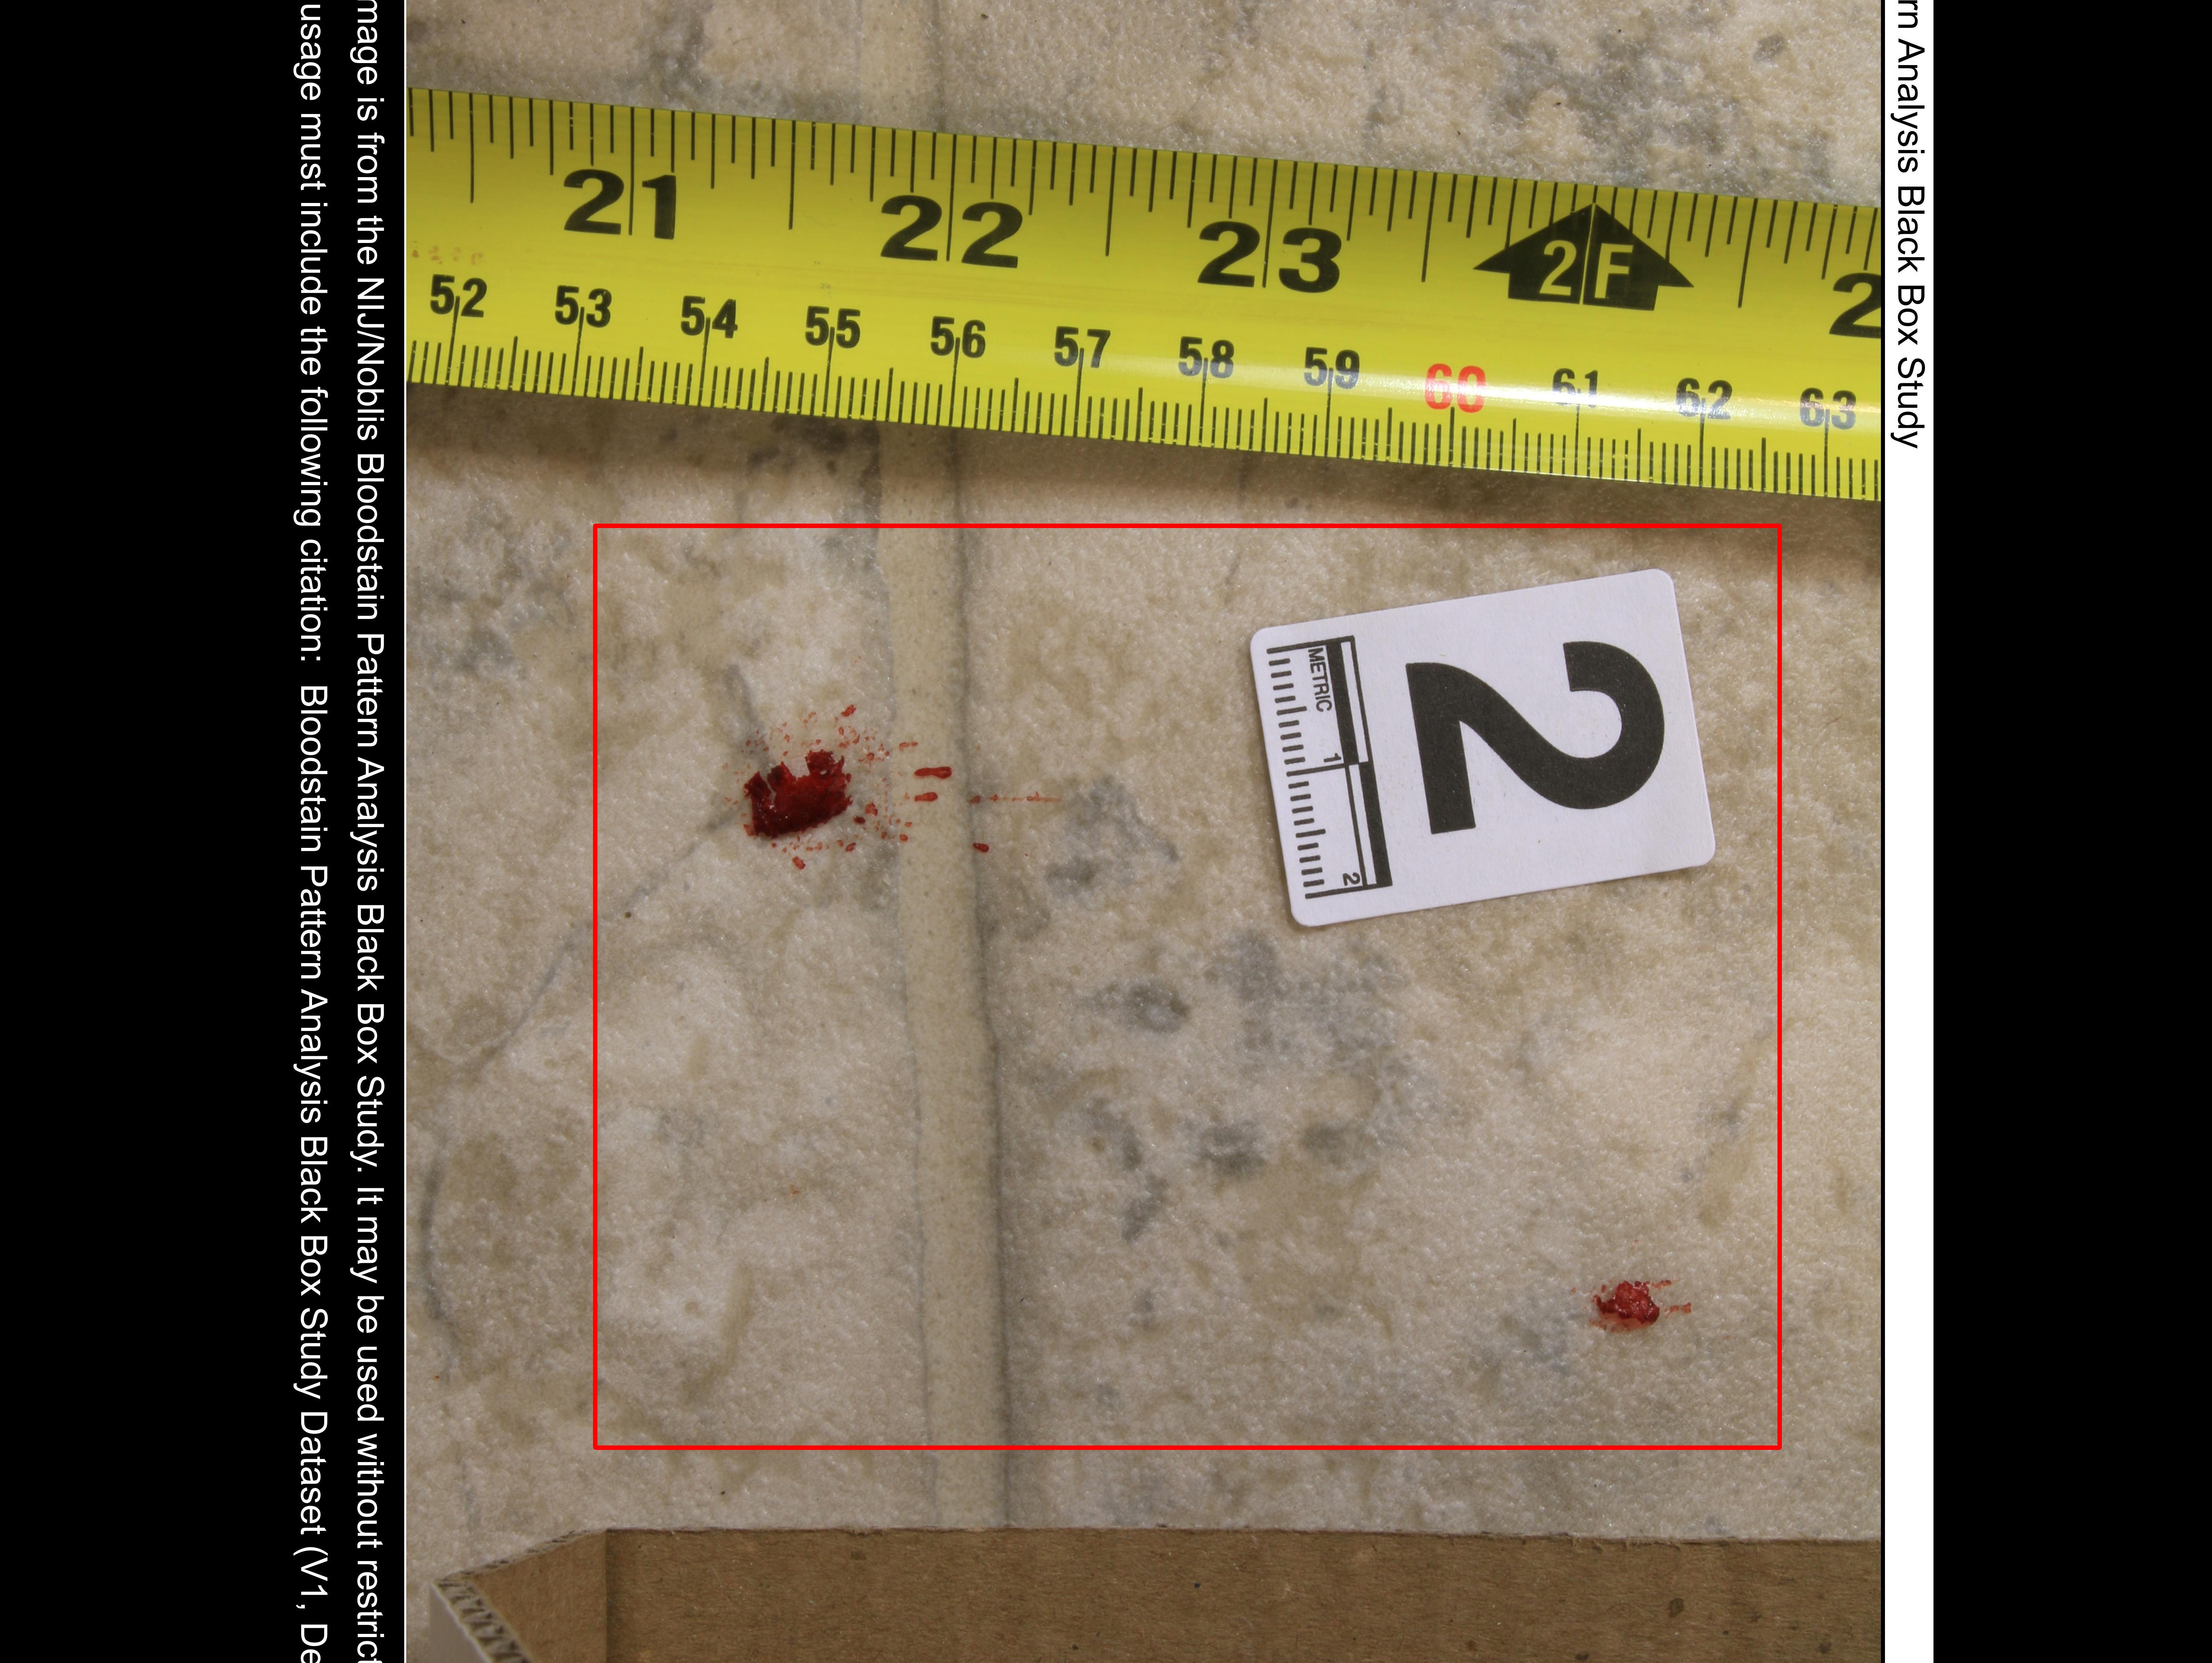 rn Analysis Black Box Study
21 22 23 2F 2
52 53 54 55 56 57 58 59 60 61 62 63
2
METRIC 1 2
mage is from the NIJ/Noblis Bloodstain Pattern Analysis Black Box Study. It may be used without restrict
usage must include the following citation: Bloodstain Pattern Analysis Black Box Study Dataset (V1, De